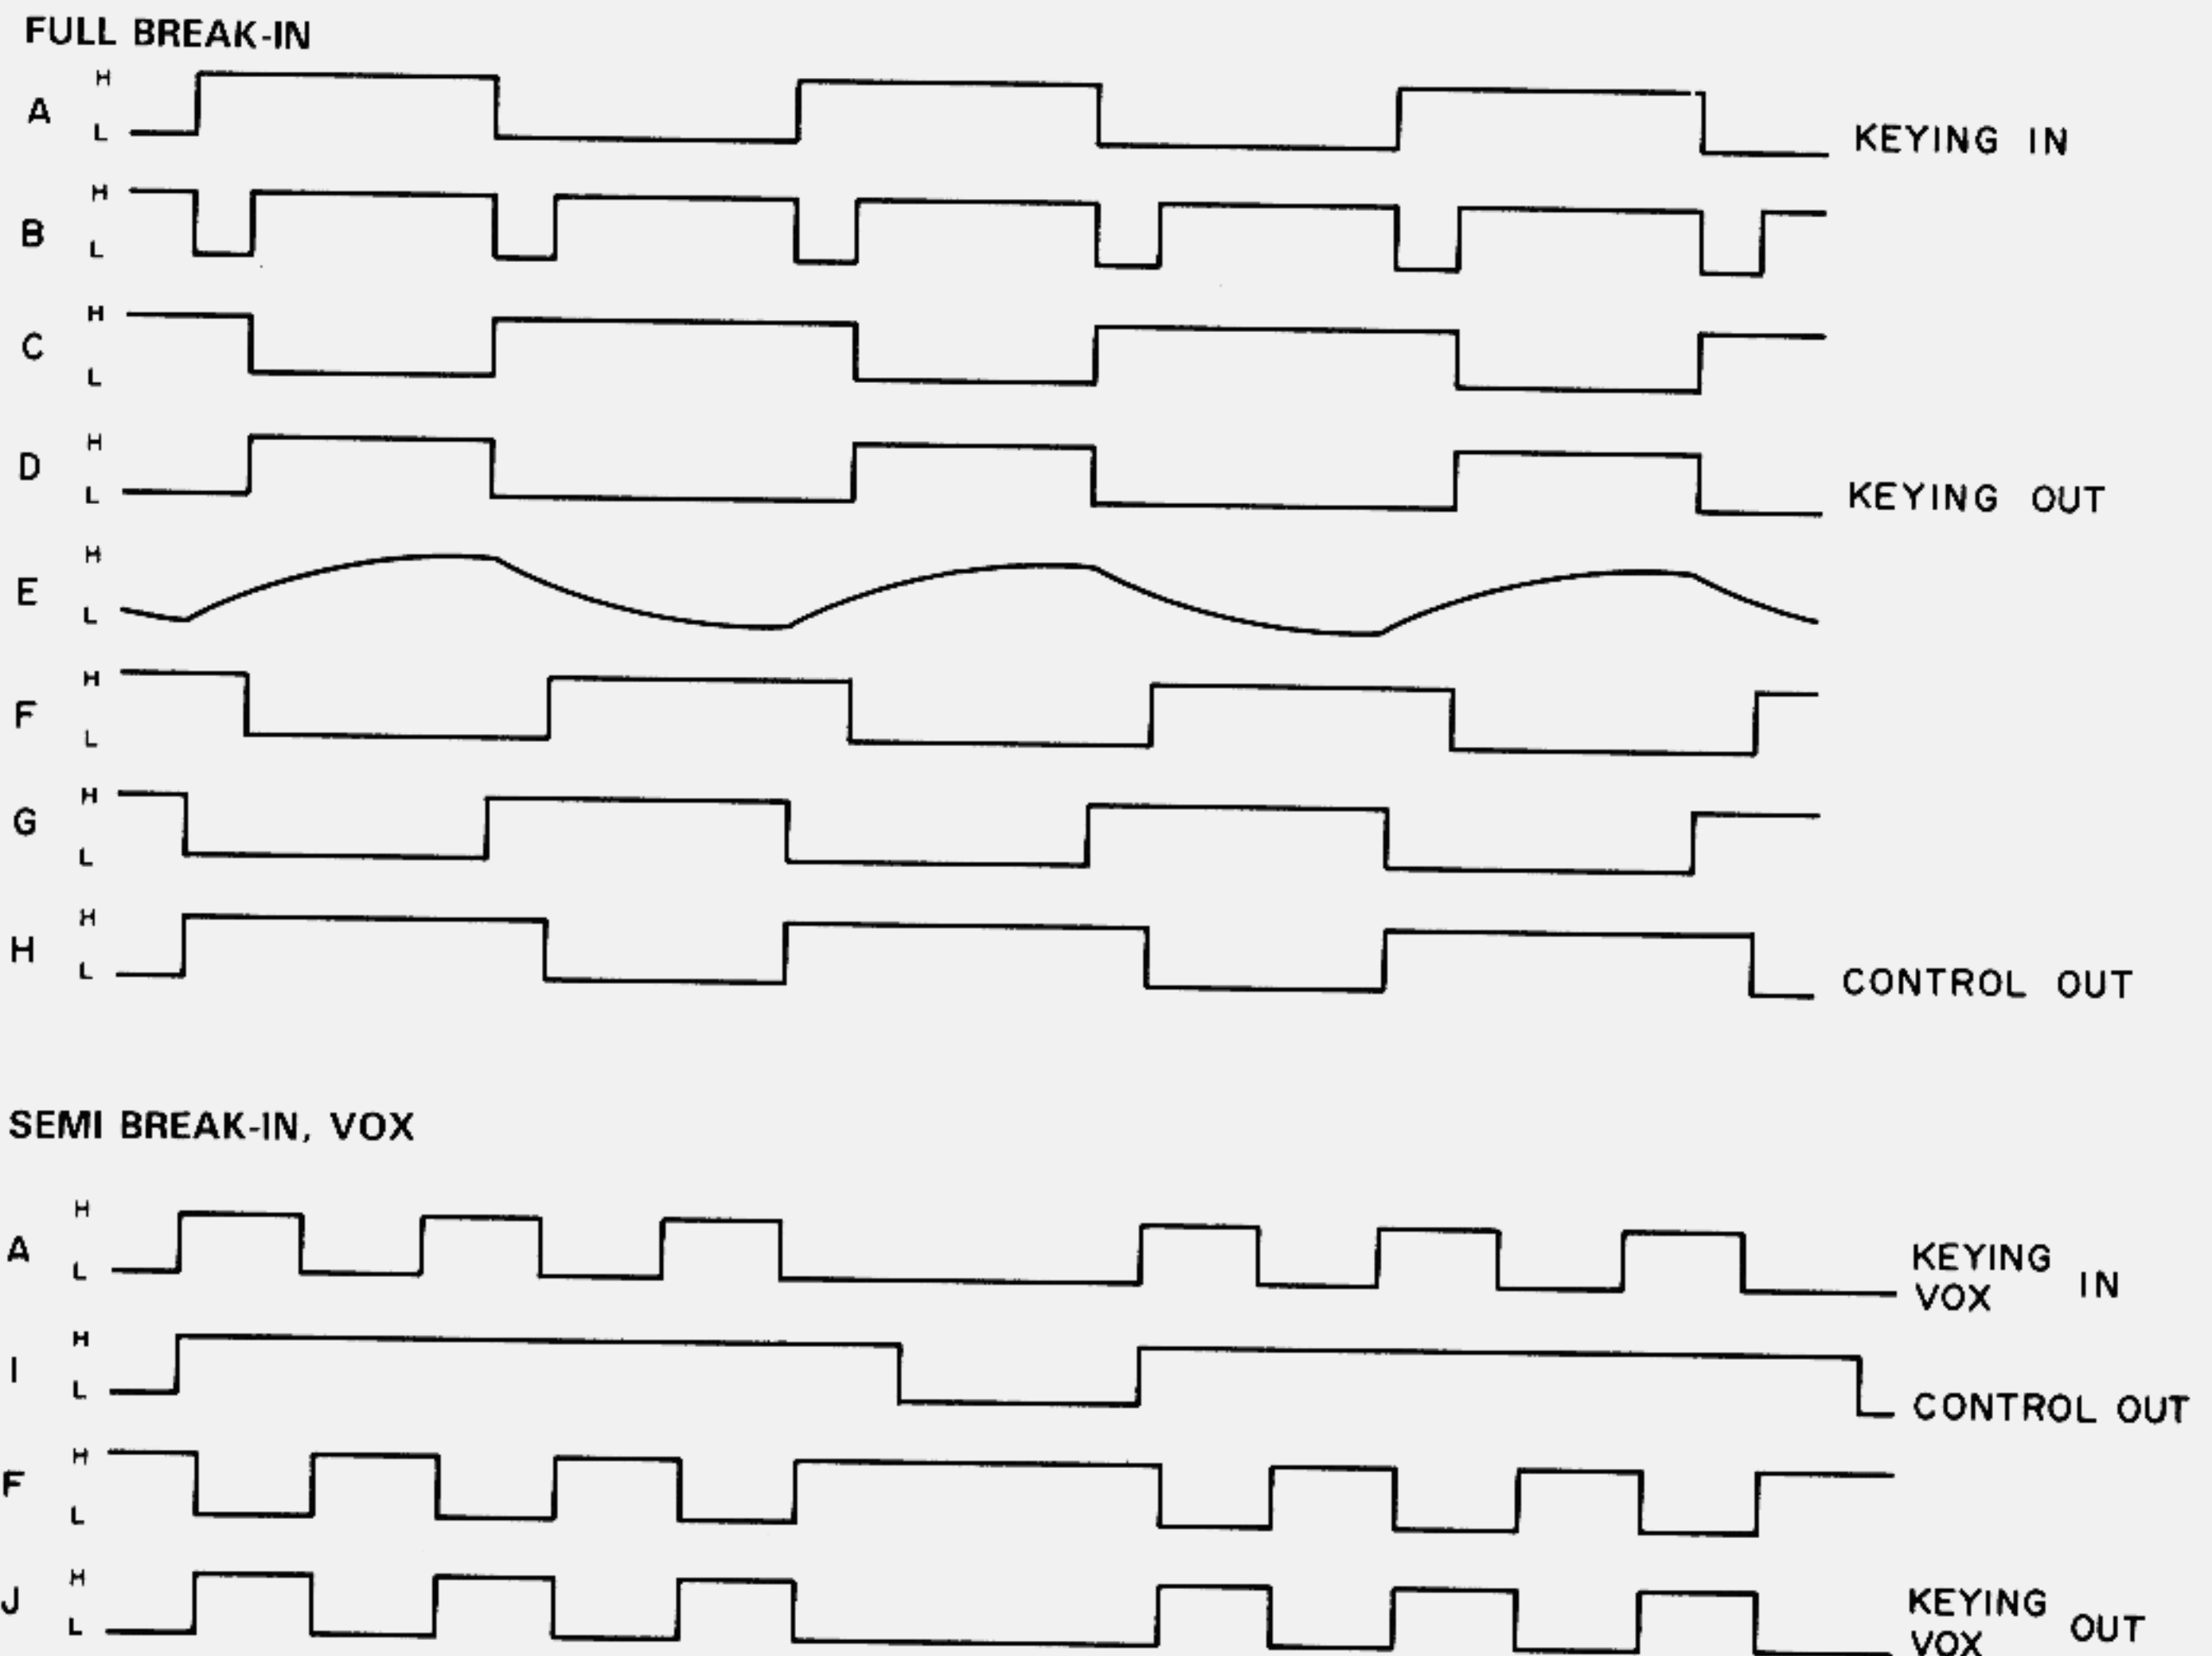 FULL BREAK-IN
H
A
L
KEYING IN
H
B
L
H
C
L
H
D
L
KEYING OUT
H
E
L
H
F
L
H
G
L
H
H
L
CONTROL OUT
SEMI BREAK-IN, VOX
H
A
L
KEYING
VOX IN
H
I
L
CONTROL OUT
H
F
L
H
J
L
KEYING
VOX OUT